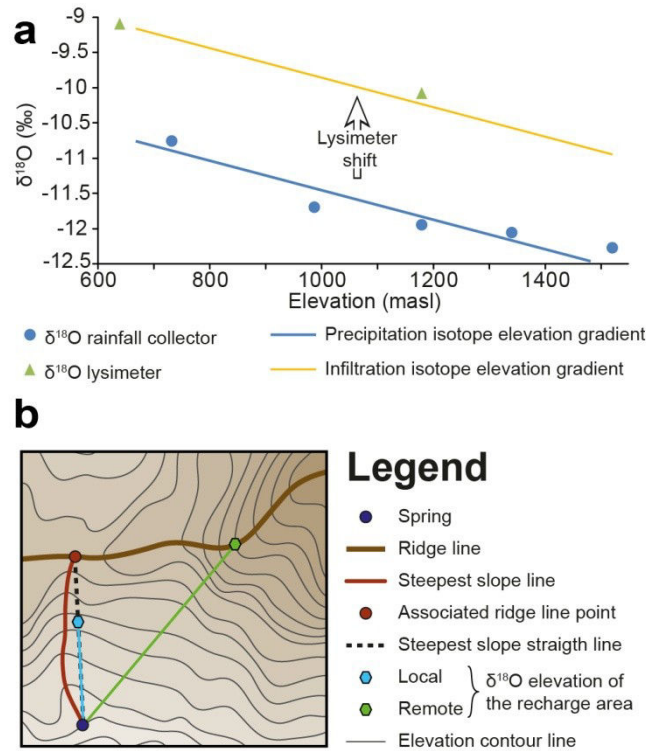 a
-9
-9.5
-10
-10.5
-11
-11.5
-12
-12.5
δ¹⁸O (‰)
Lysimeter
shift
600
800
1000
1200
1400
Elevation (masl)
δ¹⁸O rainfall collector
Precipitation isotope elevation gradient
δ¹⁸O lysimeter
Infiltration isotope elevation gradient
b
Legend
Spring
Ridge line
Steepest slope line
Associated ridge line point
Steepest slope straigth line
Local
Remote
δ¹⁸O elevation of
the recharge area
Elevation contour line